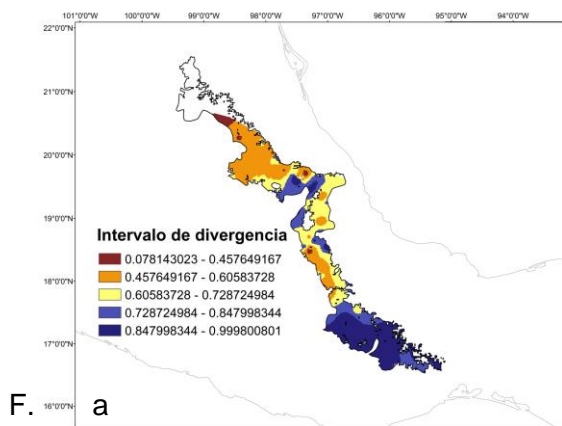 101°0'0"W 100°0'0"W 99°0'0"W 98°0'0"W 97°0'0"W 96°0'0"W 95°0'0"W 94°0'0"W
22°0'0"N
21°0'0"N
20°0'0"N
19°0'0"N
18°0'0"N
17°0'0"N
16°0'0"N
Intervalo de divergencia
0.078143023 - 0.457649167
0.457649167 - 0.60583728
0.60583728 - 0.728724984
0.728724984 - 0.847998344
0.847998344 - 0.999800801
F. a